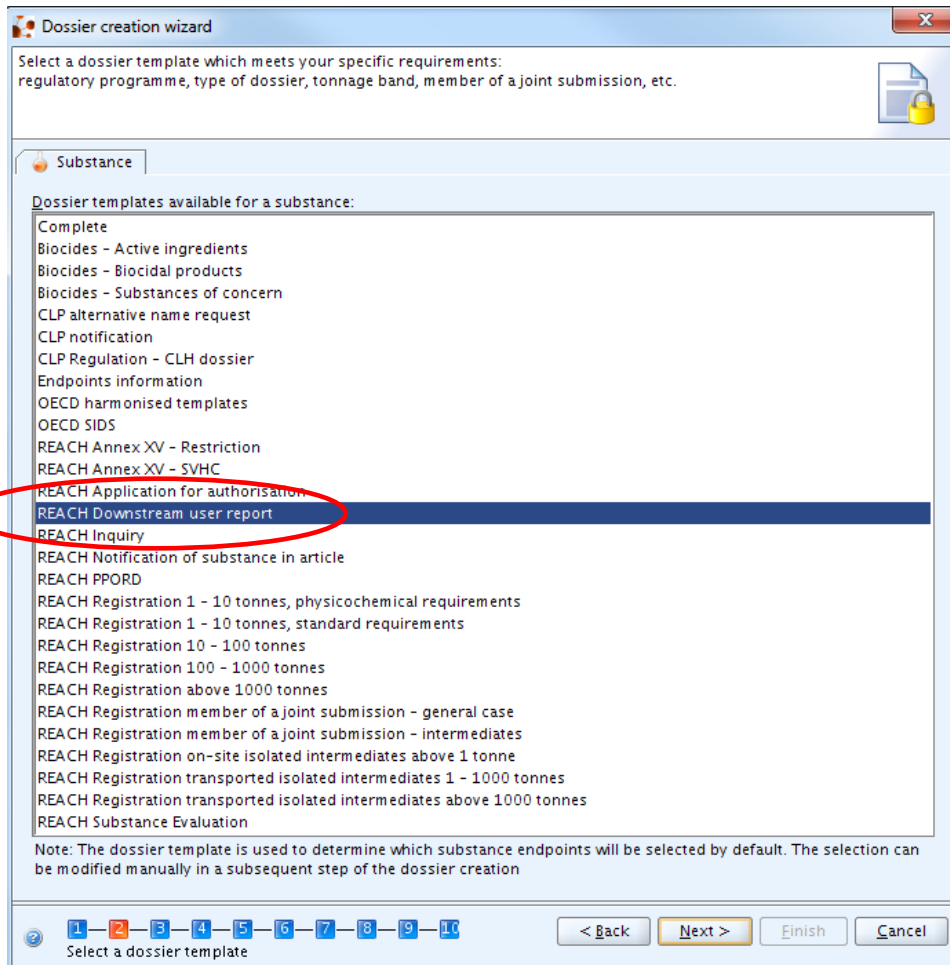 Dossier creation wizard
Select a dossier template which meets your specific requirements:
regulatory programme, type of dossier, tonnage band, member of a joint submission, etc.
Substance
Dossier templates available for a substance:
Complete
Biocides - Active ingredients
Biocides - Biocidal products
Biocides - Substances of concern
CLP alternative name request
CLP notification
CLP Regulation - CLH dossier
Endpoints information
OECD harmonised templates
OECD SIDS
REACH Annex XV - Restriction
REACH Annex XV - SVHC
REACH Application for authorisation
REACH Downstream user report
REACH Inquiry
REACH Notification of substance in article
REACH PPORD
REACH Registration 1 - 10 tonnes, physicochemical requirements
REACH Registration 1 - 10 tonnes, standard requirements
REACH Registration 10 - 100 tonnes
REACH Registration 100 - 1000 tonnes
REACH Registration above 1000 tonnes
REACH Registration member of a joint submission - general case
REACH Registration member of a joint submission - intermediates
REACH Registration on-site isolated intermediates above 1 tonne
REACH Registration transported isolated intermediates 1 - 1000 tonnes
REACH Registration transported isolated intermediates above 1000 tonnes
REACH Substance Evaluation
Note: The dossier template is used to determine which substance endpoints will be selected by default. The selection can
be modified manually in a subsequent step of the dossier creation
1 2 3 4 5 6 7 8 9 10
Select a dossier template
< Back Next > Finish Cancel